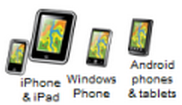 iPhone
& iPad
Windows
Phone
Android
phones
& tablets